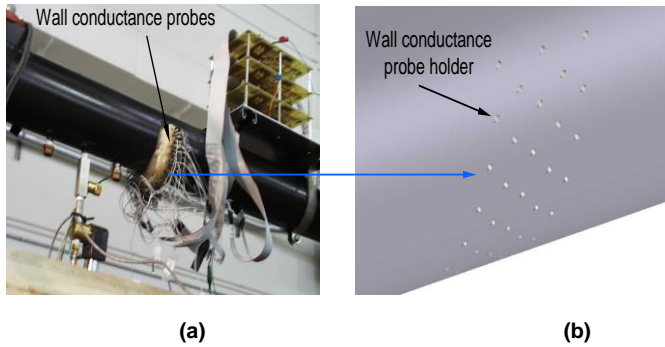 Wall conductance probes
Wall conductance
probe holder
(a)
(b)